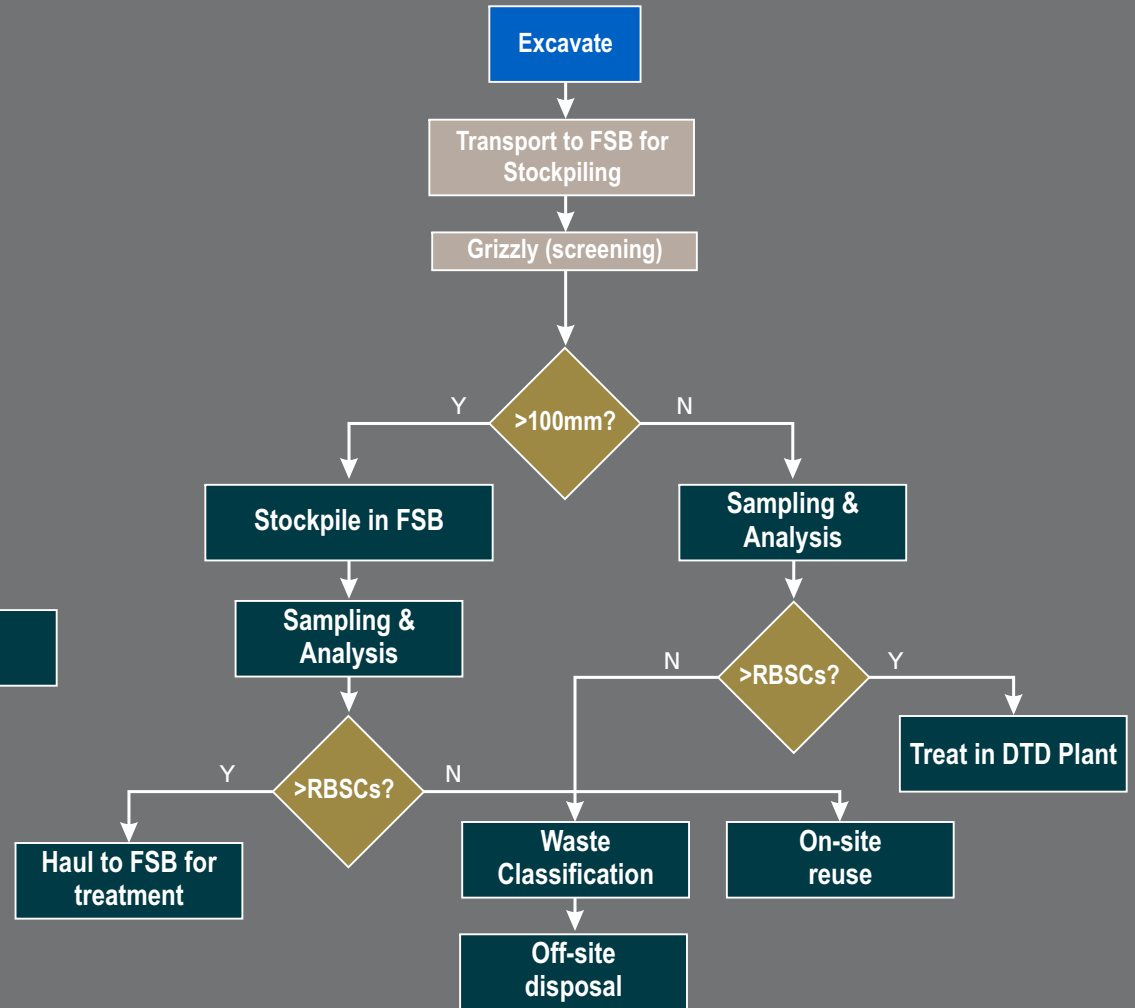 Excavate
Transport to FSB for
Stockpiling
Grizzly (screening)
>100mm?
Y
N
Stockpile in FSB
Sampling &
Analysis
Sampling &
Analysis
>RBSCs?
N
Y
Treat in DTD Plant
>RBSCs?
Y
N
Haul to FSB for
treatment
Waste
Classification
On-site
reuse
Off-site
disposal